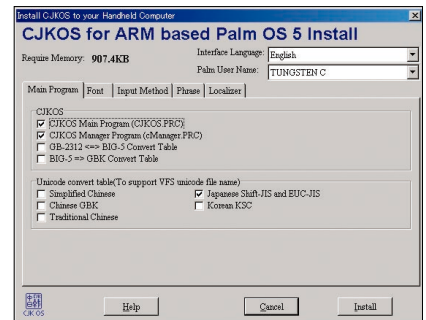 Install CJKOS to your Handheld Computer
CJKOS for ARM based Palm OS 5 Install
Require Memory: 907.4KB
Interface Language: English
Palm User Name: TUNGSTEN C
Main Program Font Input Method Phrase Localizer
CJKOS
CJKOS Main Program (CJKOS.PRC)
CJKOS Manager Program (cManager.PRC)
GB-2312 <=> BIG-5 Convert Table
BIG-5 => GBK Convert Table
Unicode convert table(To support VFS unicode file name)
Simplified Chinese Japanese Shift-JIS and EUC-JIS
Chinese GBK Korean KSC
Traditional Chinese
CJK OS
Help Cancel Install